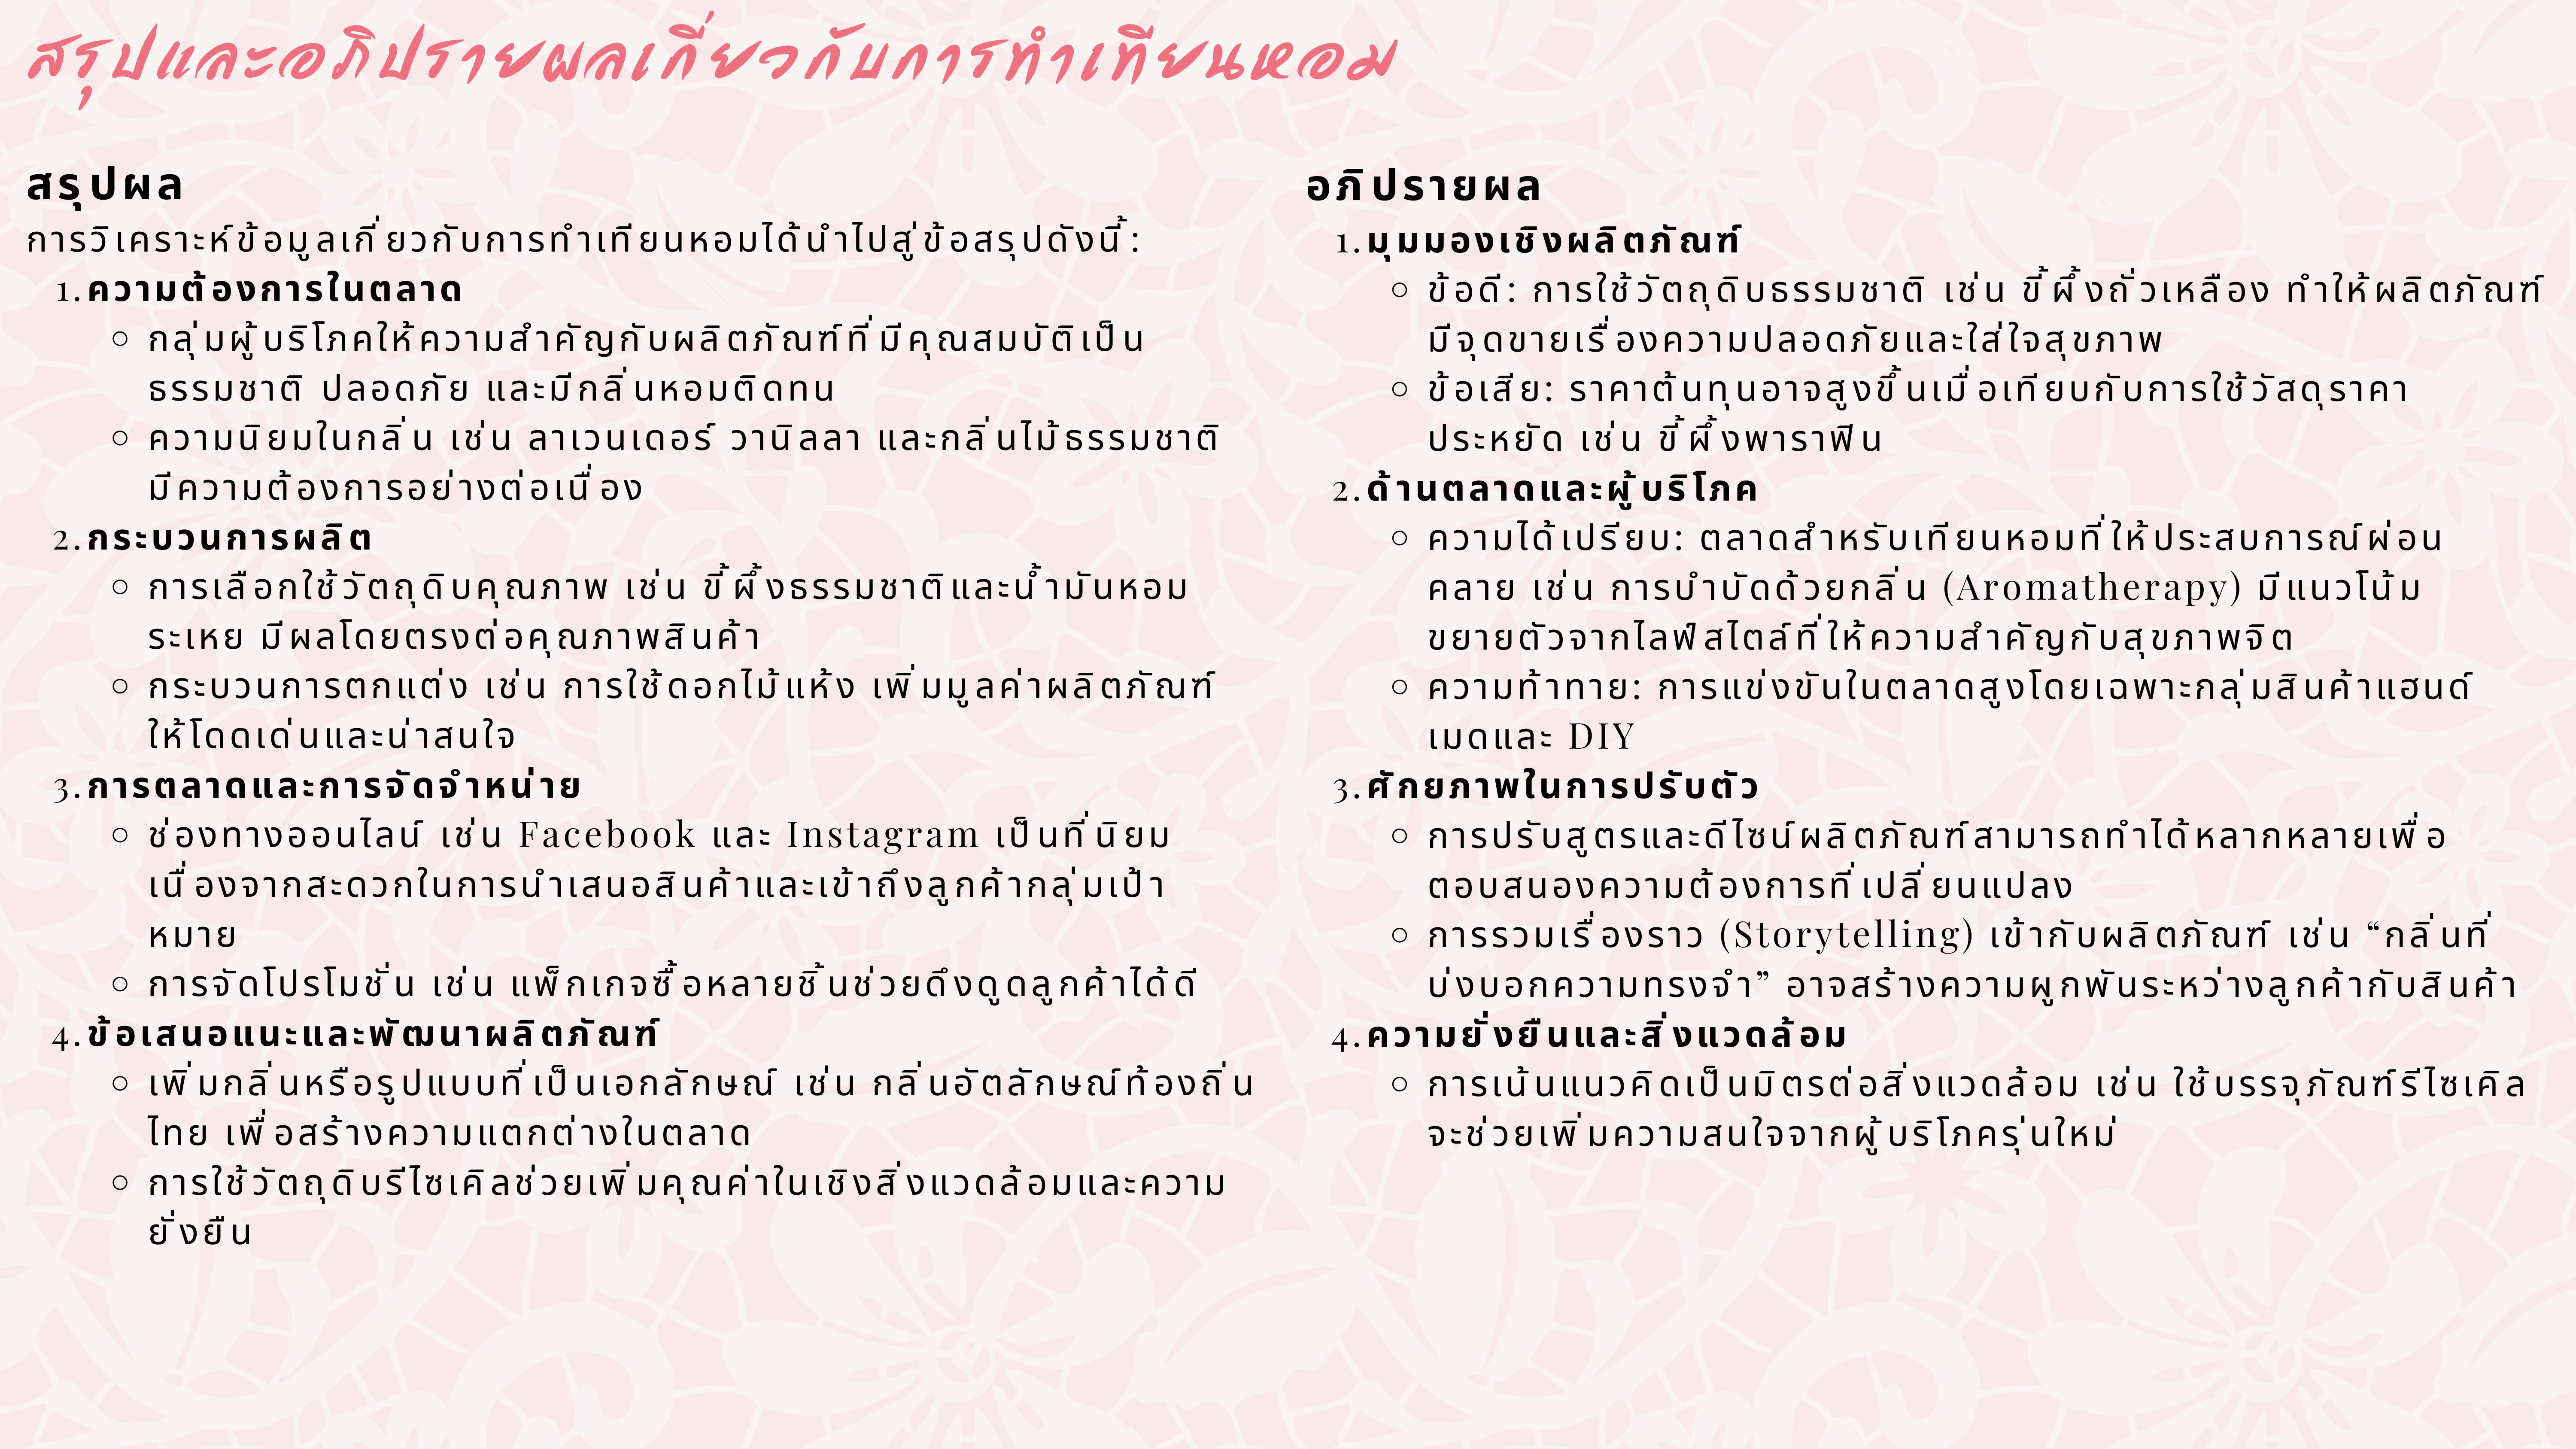 สรุปและอภิปรายผลเกี่ยวกับการทำเทียนหอม
สรุปผล
การวิเคราะห์ข้อมูลเกี่ยวกับการทำเทียนหอมได้นำไปสู่ข้อสรุปดังนี้:
1. ความต้องการในตลาด
○ กลุ่มผู้บริโภคให้ความสำคัญกับผลิตภัณฑ์ที่มีคุณสมบัติเป็น
ธรรมชาติ ปลอดภัย และมีกลิ่นหอมติดทน
○ ความนิยมในกลิ่น เช่น ลาเวนเดอร์ วานิลลา และกลิ่นไม้ธรรมชาติ
มีความต้องการอย่างต่อเนื่อง
2. กระบวนการผลิต
○ การเลือกใช้วัตถุดิบคุณภาพ เช่น ขี้ผึ้งธรรมชาติและน้ำมันหอม
ระเหย มีผลโดยตรงต่อคุณภาพสินค้า
○ กระบวนการตกแต่ง เช่น การใช้ดอกไม้แห้ง เพิ่มมูลค่าผลิตภัณฑ์
ให้โดดเด่นและน่าสนใจ
3. การตลาดและการจัดจำหน่าย
○ ช่องทางออนไลน์ เช่น Facebook และ Instagram เป็นที่นิยม
เนื่องจากสะดวกในการนำเสนอสินค้าและเข้าถึงลูกค้ากลุ่มเป้า
หมาย
○ การจัดโปรโมชั่น เช่น แพ็กเกจซื้อหลายชิ้นช่วยดึงดูดลูกค้าได้ดี
4. ข้อเสนอแนะและพัฒนาผลิตภัณฑ์
○ เพิ่มกลิ่นหรือรูปแบบที่เป็นเอกลักษณ์ เช่น กลิ่นอัตลักษณ์ท้องถิ่น
ไทย เพื่อสร้างความแตกต่างในตลาด
○ การใช้วัตถุดิบรีไซเคิลช่วยเพิ่มคุณค่าในเชิงสิ่งแวดล้อมและความ
ยั่งยืน
อภิปรายผล
1. มุมมองเชิงผลิตภัณฑ์
○ ข้อดี: การใช้วัตถุดิบธรรมชาติ เช่น ขี้ผึ้งถั่วเหลือง ทำให้ผลิตภัณฑ์
มีจุดขายเรื่องความปลอดภัยและใส่ใจสุขภาพ
○ ข้อเสีย: ราคาต้นทุนอาจสูงขึ้นเมื่อเทียบกับการใช้วัสดุราคา
ประหยัด เช่น ขี้ผึ้งพาราฟิน
2. ด้านตลาดและผู้บริโภค
○ ความได้เปรียบ: ตลาดสำหรับเทียนหอมที่ให้ประสบการณ์ผ่อน
คลาย เช่น การบำบัดด้วยกลิ่น (Aromatherapy) มีแนวโน้ม
ขยายตัวจากไลฟ์สไตล์ที่ให้ความสำคัญกับสุขภาพจิต
○ ความท้าทาย: การแข่งขันในตลาดสูงโดยเฉพาะกลุ่มสินค้าแฮนด์
เมดและ DIY
3. ศักยภาพในการปรับตัว
○ การปรับสูตรและดีไซน์ผลิตภัณฑ์สามารถทำได้หลากหลายเพื่อ
ตอบสนองความต้องการที่เปลี่ยนแปลง
○ การรวมเรื่องราว (Storytelling) เข้ากับผลิตภัณฑ์ เช่น “กลิ่นที่
บ่งบอกความทรงจำ” อาจสร้างความผูกพันระหว่างลูกค้ากับสินค้า
4. ความยั่งยืนและสิ่งแวดล้อม
○ การเน้นแนวคิดเป็นมิตรต่อสิ่งแวดล้อม เช่น ใช้บรรจุภัณฑ์รีไซเคิล
จะช่วยเพิ่มความสนใจจากผู้บริโภครุ่นใหม่